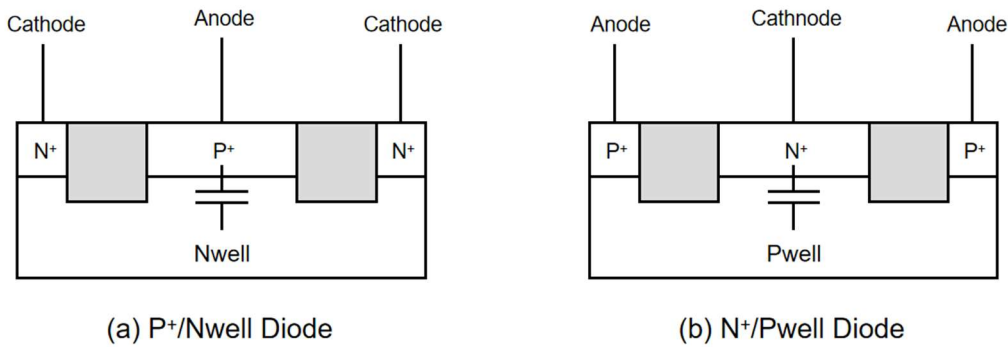 Cathode Anode Cathode
N⁺ P⁺ N⁺
Nwell
(a) P⁺/Nwell Diode
Anode Cathnode Anode
P⁺ N⁺ P⁺
Pwell
(b) N⁺/Pwell Diode